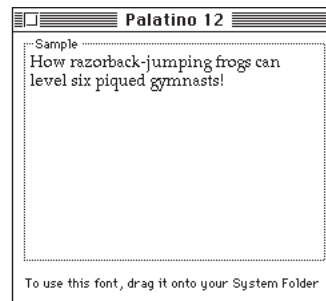 Palatino 12
Sample
How razorback-jumping frogs can
level six piqued gymnasts!
To use this font, drag it onto your System Folder